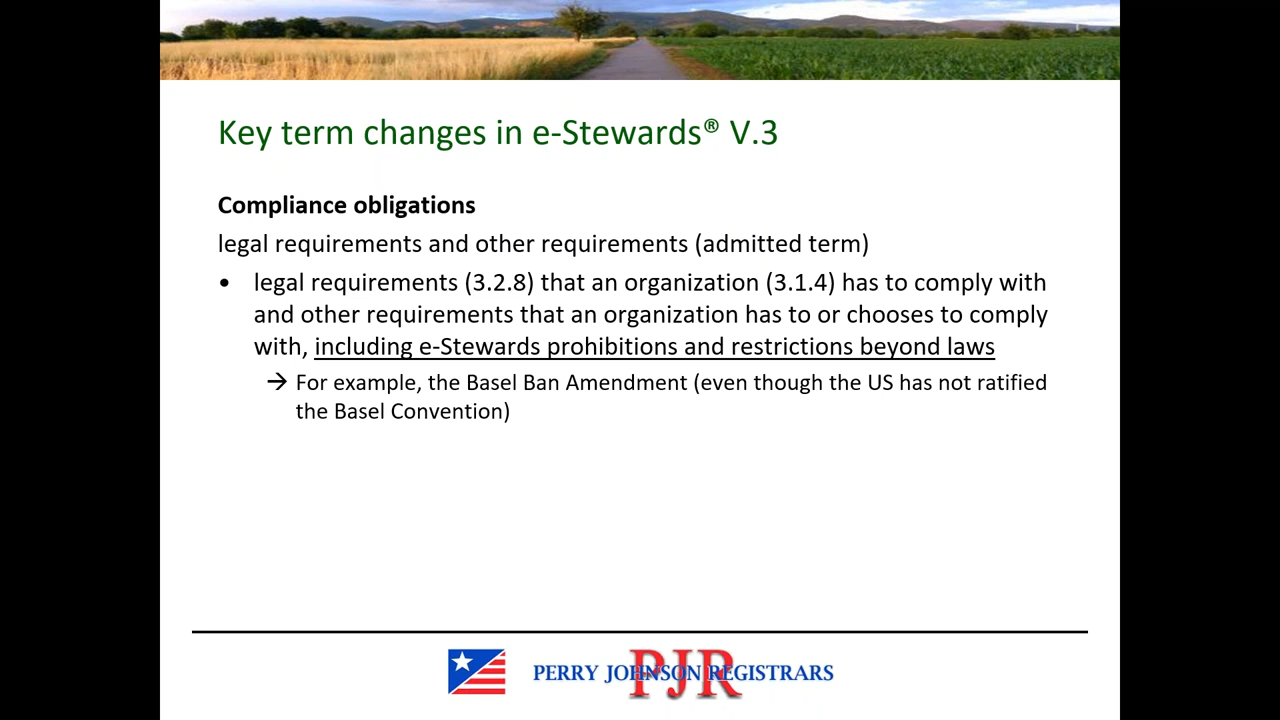 Key term changes in e-Stewards® V.3
Compliance obligations
legal requirements and other requirements (admitted term)
• legal requirements (3.2.8) that an organization (3.1.4) has to comply with
and other requirements that an organization has to or chooses to comply
with, including e-Stewards prohibitions and restrictions beyond laws
→ For example, the Basel Ban Amendment (even though the US has not ratified
the Basel Convention)
PJR
PERRY JOHNSON REGISTRARS